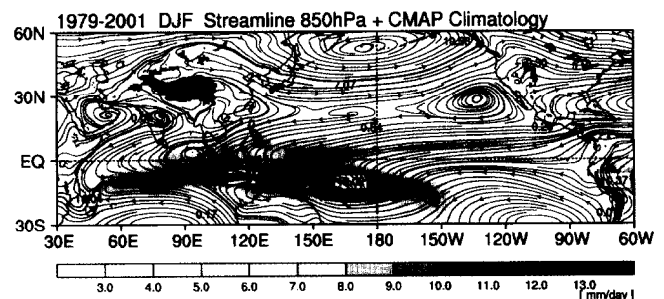 1979-2001 DJF Streamline 850hPa + CMAP Climatology
60N
30N
EQ
30S
30E 60E 90E 120E 150E 180 150W 120W 90W 60W
3.0 4.0 5.0 6.0 7.0 8.0 9.0 10.0 11.0 12.0 13.0
[mm/day]